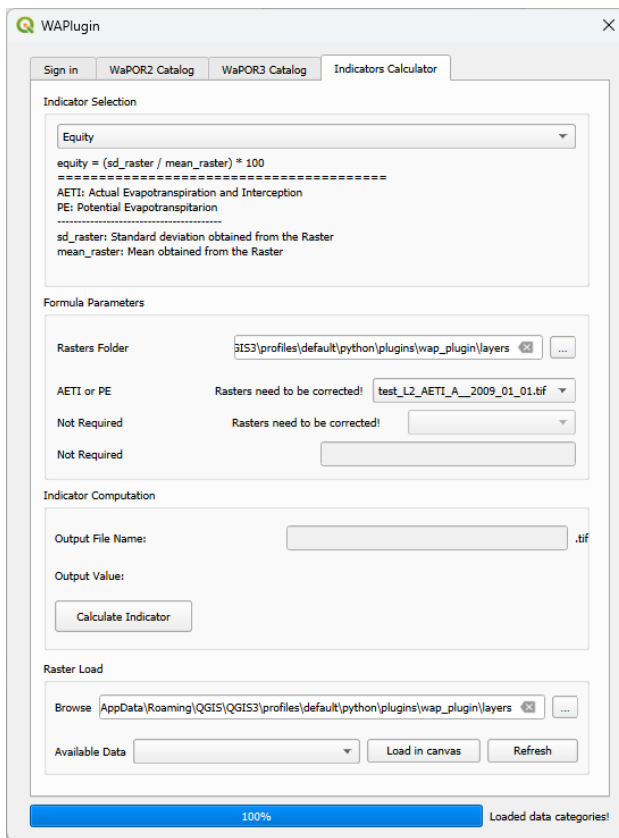 WAPlugin
Sign in WaPOR2 Catalog WaPOR3 Catalog Indicators Calculator
Indicator Selection
Equity
equity = (sd_raster / mean_raster) * 100
========================================
AETI: Actual Evapotranspiration and Interception
PE: Potential Evapotranspitarion
----------------------------------------
sd_raster: Standard deviation obtained from the Raster
mean_raster: Mean obtained from the Raster
Formula Parameters
Rasters Folder GIS3\profiles\default\python\plugins\wap_plugin\layers ...
AETI or PE Rasters need to be corrected! test_L2_AETI_A__2009_01_01.tif
Not Required Rasters need to be corrected!
Not Required
Indicator Computation
Output File Name: .tif
Output Value:
Calculate Indicator
Raster Load
Browse AppData\Roaming\QGIS\QGIS3\profiles\default\python\plugins\wap_plugin\layers ...
Available Data Load in canvas Refresh
100% Loaded data categories!